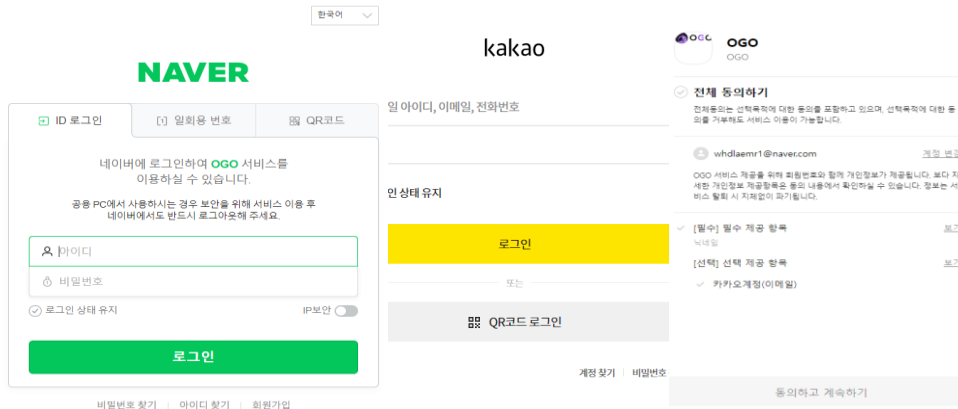 한국어
NAVER
ID 로그인
일회용 번호
QR코드
네이버에 로그인하여 OGO 서비스를
이용하실 수 있습니다.
공용 PC에서 사용하시는 경우 보안을 위해 서비스 이용 후
네이버에서도 반드시 로그아웃해 주세요.
아이디
비밀번호
로그인 상태 유지
IP보안
로그인
비밀번호 찾기
아이디 찾기
회원가입
kakao
일 아이디, 이메일, 전화번호
인 상태 유지
로그인
또는
QR코드 로그인
계정 찾기
비밀번호
OGO
OGO
OGO
전체 동의하기
전체동의는 선택목적에 대한 동의를 포함하고 있으며, 선택목적에 대한 동
의를 거부해도 서비스 이용이 가능합니다.
whdlaemr1@naver.com
계정 변경
OGO 서비스 제공을 위해 회원번호와 함께 개인정보가 제공됩니다. 보다 자
세한 개인정보 제공항목은 동의 내용에서 확인하실 수 있습니다. 정보는 서
비스 탈퇴 시 지체없이 파기됩니다.
[필수] 필수 제공 항목
보기
닉네임
[선택] 선택 제공 항목
보기
카카오계정(이메일)
동의하고 계속하기